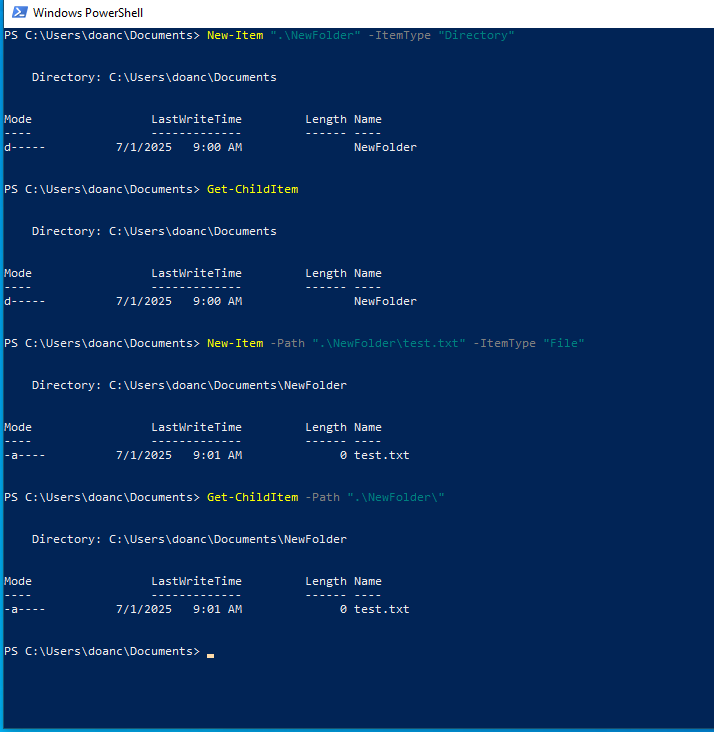 Windows PowerShell
PS C:\Users\doanc\Documents> New-Item ".\NewFolder" -ItemType "Directory"
    Directory: C:\Users\doanc\Documents
Mode                 LastWriteTime         Length Name
----                 -------------         ------ ----
d-----          7/1/2025   9:00 AM                NewFolder
PS C:\Users\doanc\Documents> Get-ChildItem
    Directory: C:\Users\doanc\Documents
Mode                 LastWriteTime         Length Name
----                 -------------         ------ ----
d-----          7/1/2025   9:00 AM                NewFolder
PS C:\Users\doanc\Documents> New-Item -Path ".\NewFolder\test.txt" -ItemType "File"
    Directory: C:\Users\doanc\Documents\NewFolder
Mode                 LastWriteTime         Length Name
----                 -------------         ------ ----
-a----          7/1/2025   9:01 AM              0 test.txt
PS C:\Users\doanc\Documents> Get-ChildItem -Path ".\NewFolder\"
    Directory: C:\Users\doanc\Documents\NewFolder
Mode                 LastWriteTime         Length Name
----                 -------------         ------ ----
-a----          7/1/2025   9:01 AM              0 test.txt
PS C:\Users\doanc\Documents>